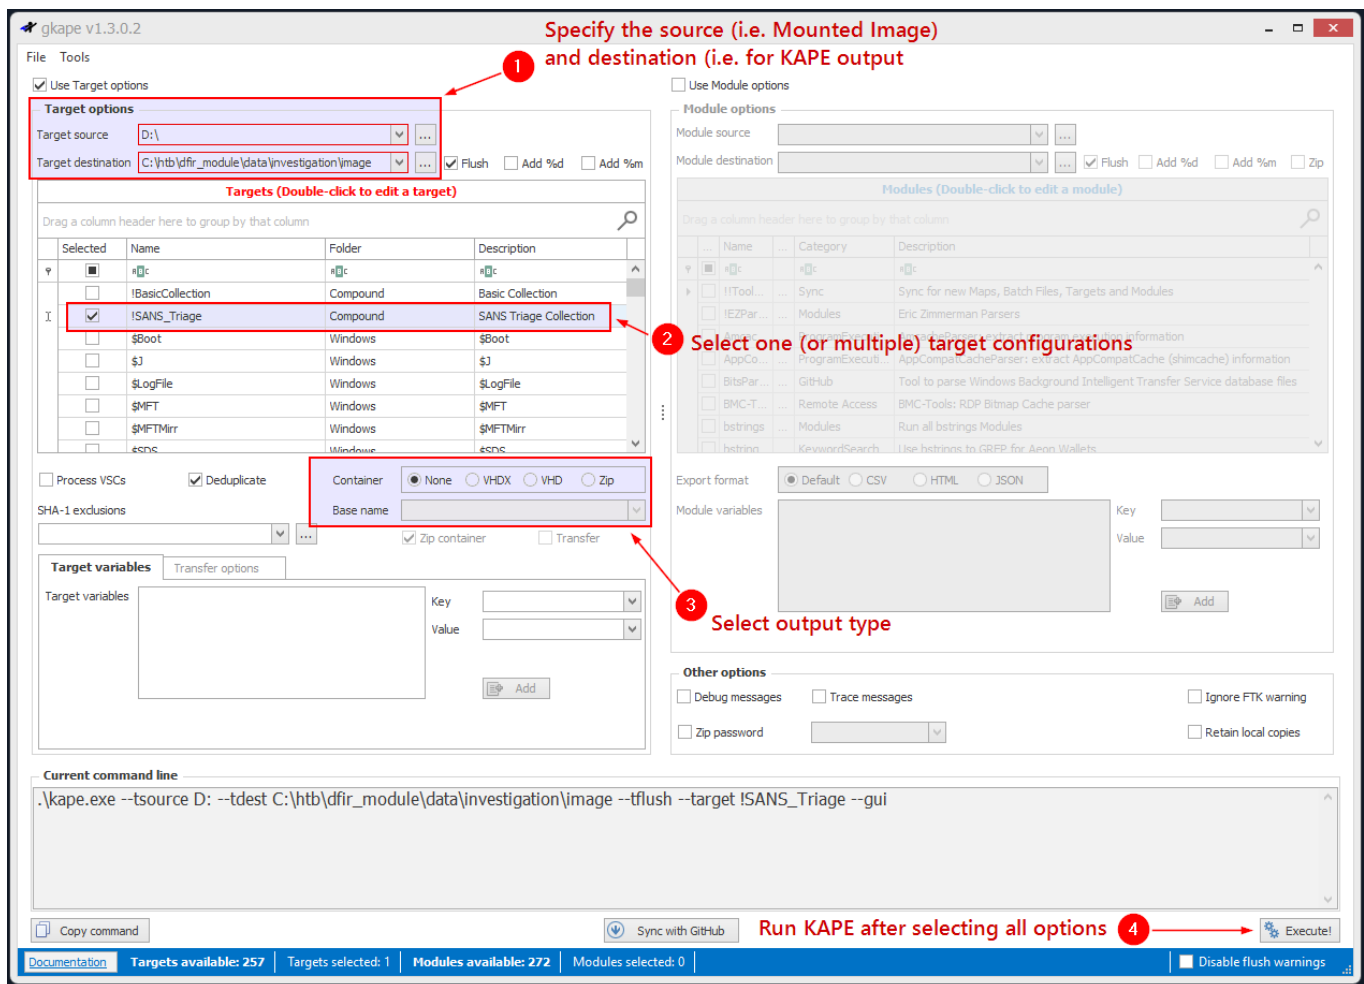 gkape v1.3.0.2
Specify the source (i.e. Mounted Image)
and destination (i.e. for KAPE output
File Tools
1
Use Target options
Use Module options
Target options
Target source D:\ ...
Target destination C:\htb\dfir_module\data\investigation\image ... Flush Add %d Add %m
Module options
Module source ...
Module destination ... Flush Add %d Add %m Zip
Targets (Double-click to edit a target)
Drag a column header here to group by that column
Selected Name Folder Description
!BasicCollection Compound Basic Collection
!SANS_Triage Compound SANS Triage Collection
$Boot Windows $Boot
$J Windows $J
$LogFile Windows $LogFile
$MFT Windows $MFT
$MFTMirr Windows $MFTMirr
$SDS Windows $SDS
Modules (Double-click to edit a module)
Drag a column header here to group by that column
... Name ... Category Description
!!Tool... ... Sync Sync for new Maps, Batch Files, Targets and Modules
!EZPar... ... Modules Eric Zimmerman Parsers
2 Select one (or multiple) target configurations
AppCo... ... ProgramExecuti... AppCompatCacheParser: extract AppCompatCache (shimcache) information
BitsPar... ... GitHub Tool to parse Windows Background Intelligent Transfer Service database files
BMC-T... ... Remote Access BMC-Tools: RDP Bitmap Cache parser
bstrings ... Modules Run all bstrings Modules
bstring... ... KeywordSearch Use bstrings to GREP for Aeon Wallets
Process VSCs Deduplicate Container None VHDX VHD Zip
SHA-1 exclusions Base name
... Zip container Transfer
Export format Default CSV HTML JSON
Module variables Key
Value
Add
Target variables Transfer options
Target variables Key
Value
Add
3
Select output type
Other options
Debug messages Trace messages Ignore FTK warning
Zip password Retain local copies
Current command line
.\kape.exe --tsource D: --tdest C:\htb\dfir_module\data\investigation\image --tflush --target !SANS_Triage --gui
Copy command Sync with GitHub Run KAPE after selecting all options 4 Execute!
Documentation Targets available: 257 Targets selected: 1 Modules available: 272 Modules selected: 0 Disable flush warnings